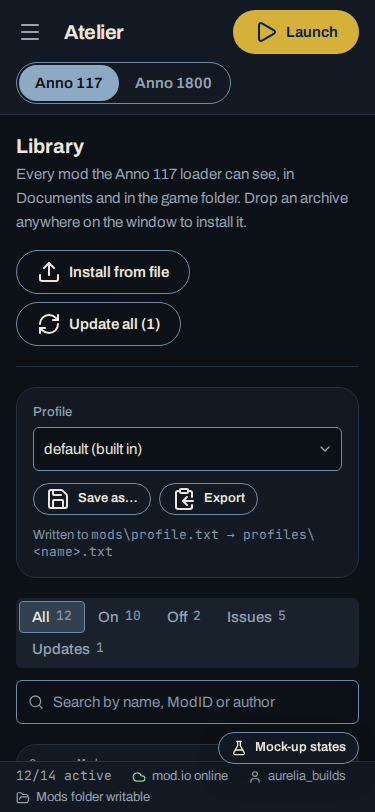 Atelier
Launch
Anno 117
Anno 1800
Library
Every mod the Anno 117 loader can see, in
Documents and in the game folder. Drop an archive
anywhere on the window to install it.
Install from file
Update all (1)
Profile
default (built in)
Save as…
Export
Written to mods\profile.txt → profiles\
<name>.txt
All 12 On 10 Off 2 Issues 5
Updates 1
Search by name, ModID or author
Mock-up states
12/14 active mod.io online aurelia_builds
Mods folder writable